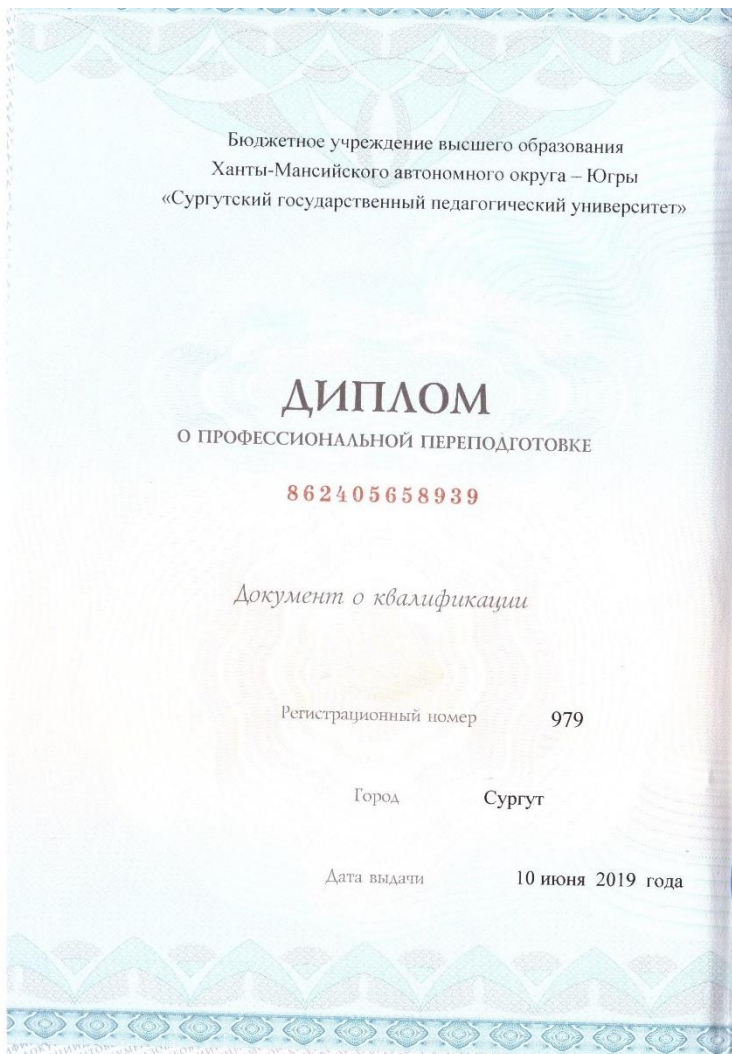 Бюджетное учреждение высшего образования
Ханты-Мансийского автономного округа – Югры
«Сургутский государственный педагогический университет»
ДИПЛОМ
О ПРОФЕССИОНАЛЬНОЙ ПЕРЕПОДГОТОВКЕ
862405658939
Документ о квалификации
Регистрационный номер 979
Город Сургут
Дата выдачи 10 июня 2019 года